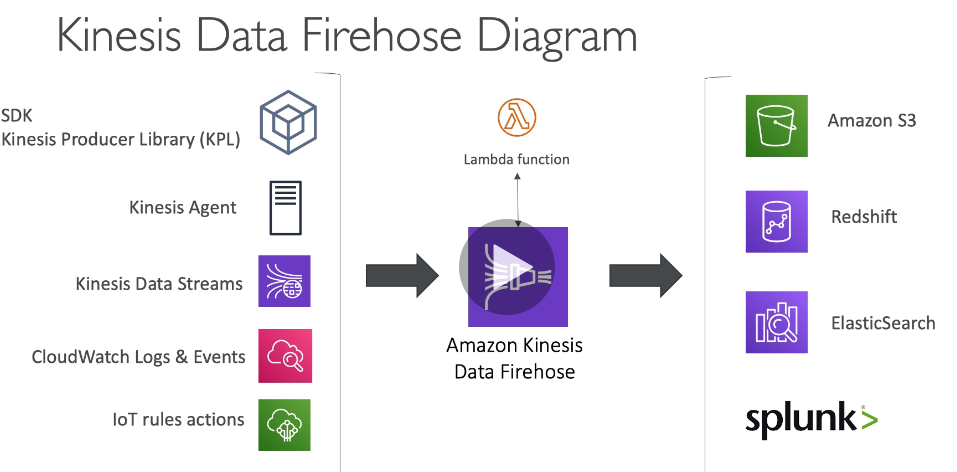 Kinesis Data Firehose Diagram
SDK
Kinesis Producer Library (KPL)
Kinesis Agent
Kinesis Data Streams
CloudWatch Logs & Events
IoT rules actions
Lambda function
Amazon Kinesis
Data Firehose
Amazon S3
Redshift
ElasticSearch
splunk>